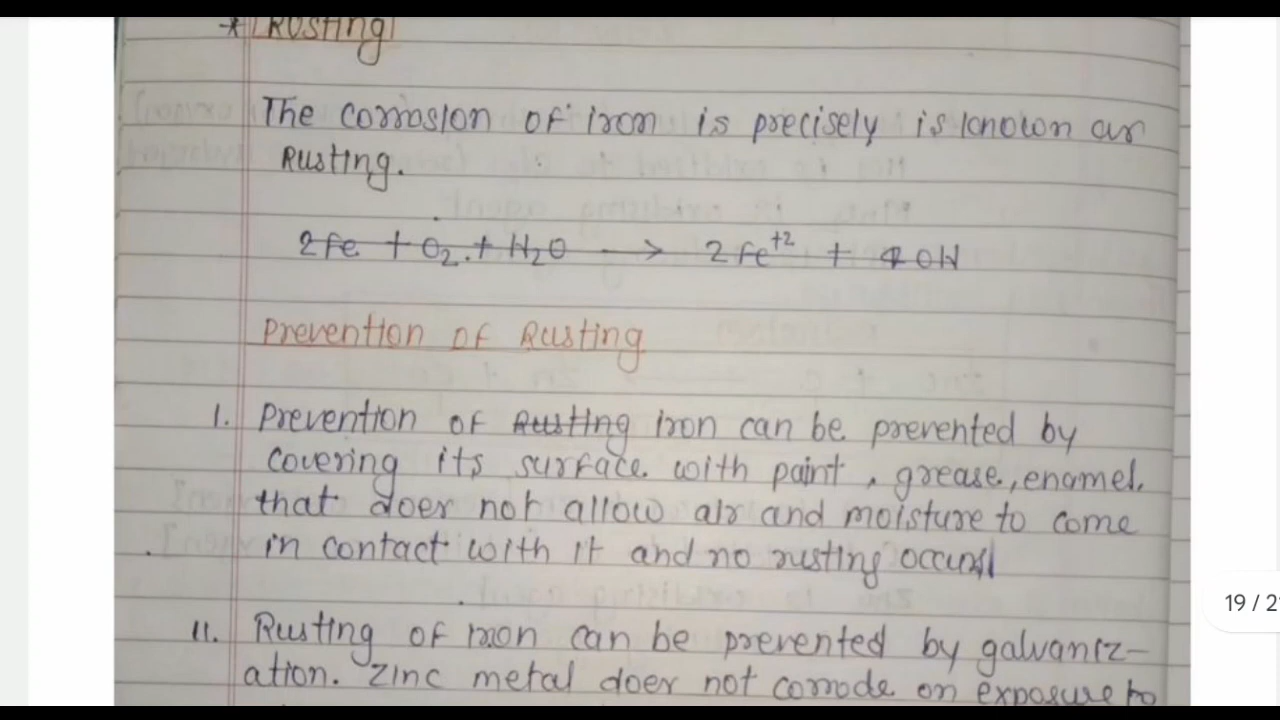 * Rusting
The corrosion of iron is precisely is known as
Rusting.
2Fe + O₂ + H₂O → 2Fe⁺² + 4OH
Prevention of Rusting
I. Prevention of Rusting iron can be prevented by
covering its surface with paint, grease, enamel.
that does not allow air and moisture to come
in contact with it and no rusting occurs
II. Rusting of iron can be prevented by galvaniz-
ation. Zinc metal does not corrode on exposure to
19 / 2